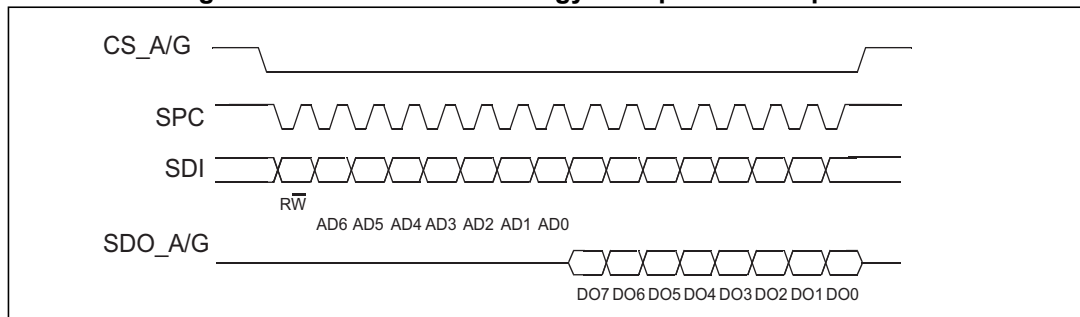 CS_A/G
SPC
SDI
RW
AD6 AD5 AD4 AD3 AD2 AD1 AD0
SDO_A/G
DO7 DO6 DO5 DO4 DO3 DO2 DO1 DO0